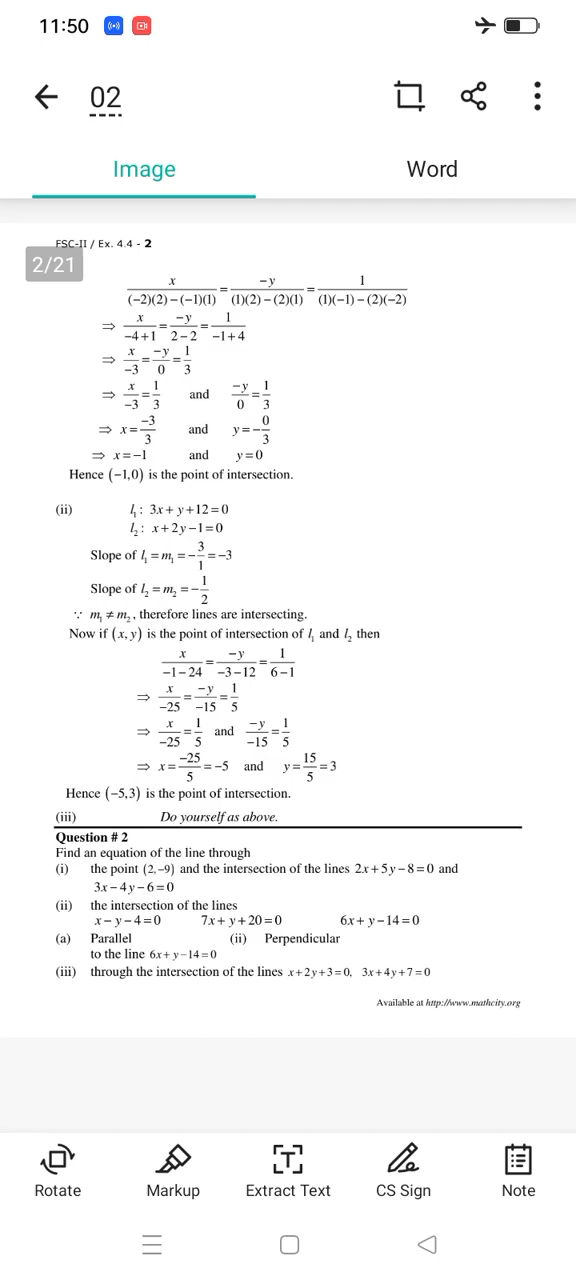 11:50
02
Image
Word
FSC-II / Ex. 4.4 - 2
2/21
x/((-2)(2)-(-1)(1)) = -y/((1)(2)-(2)(1)) = 1/((1)(-1)-(2)(-2))
⇒ x/(-4+1) = -y/(2-2) = 1/(-1+4)
⇒ x/-3 = -y/0 = 1/3
⇒ x/-3 = 1/3 and -y/0 = 1/3
⇒ x = -3/3 and y = -0/3
⇒ x = -1 and y = 0
Hence (-1,0) is the point of intersection.
(ii) l₁ : 3x + y + 12 = 0
l₂ : x + 2y - 1 = 0
Slope of l₁ = m₁ = -3/1 = -3
Slope of l₂ = m₂ = -1/2
∵ m₁ ≠ m₂, therefore lines are intersecting.
Now if (x, y) is the point of intersection of l₁ and l₂ then
x/(-1-24) = -y/(-3-12) = 1/(6-1)
⇒ x/-25 = -y/-15 = 1/5
⇒ x/-25 = 1/5 and -y/-15 = 1/5
⇒ x = -25/5 = -5 and y = 15/5 = 3
Hence (-5,3) is the point of intersection.
(iii) Do yourself as above.
Question # 2
Find an equation of the line through
(i) the point (2,-9) and the intersection of the lines 2x + 5y - 8 = 0 and
3x - 4y - 6 = 0
(ii) the intersection of the lines
x - y - 4 = 0 7x + y + 20 = 0 6x + y - 14 = 0
(a) Parallel (ii) Perpendicular
to the line 6x + y - 14 = 0
(iii) through the intersection of the lines x + 2y + 3 = 0, 3x + 4y + 7 = 0
Available at http://www.mathcity.org
Rotate
Markup
Extract Text
CS Sign
Note